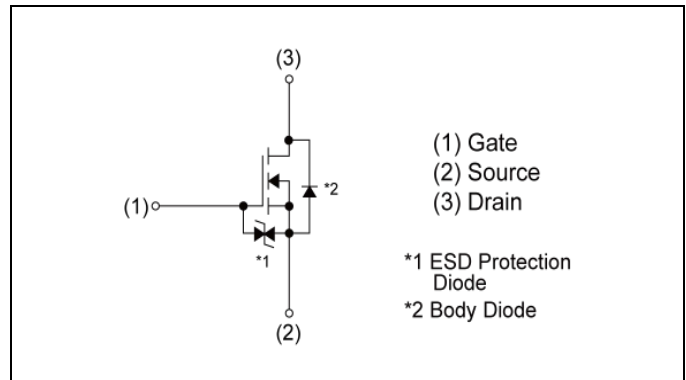 (3)
(1)
*2
*1
(2)
(1) Gate
(2) Source
(3) Drain
*1 ESD Protection
Diode
*2 Body Diode